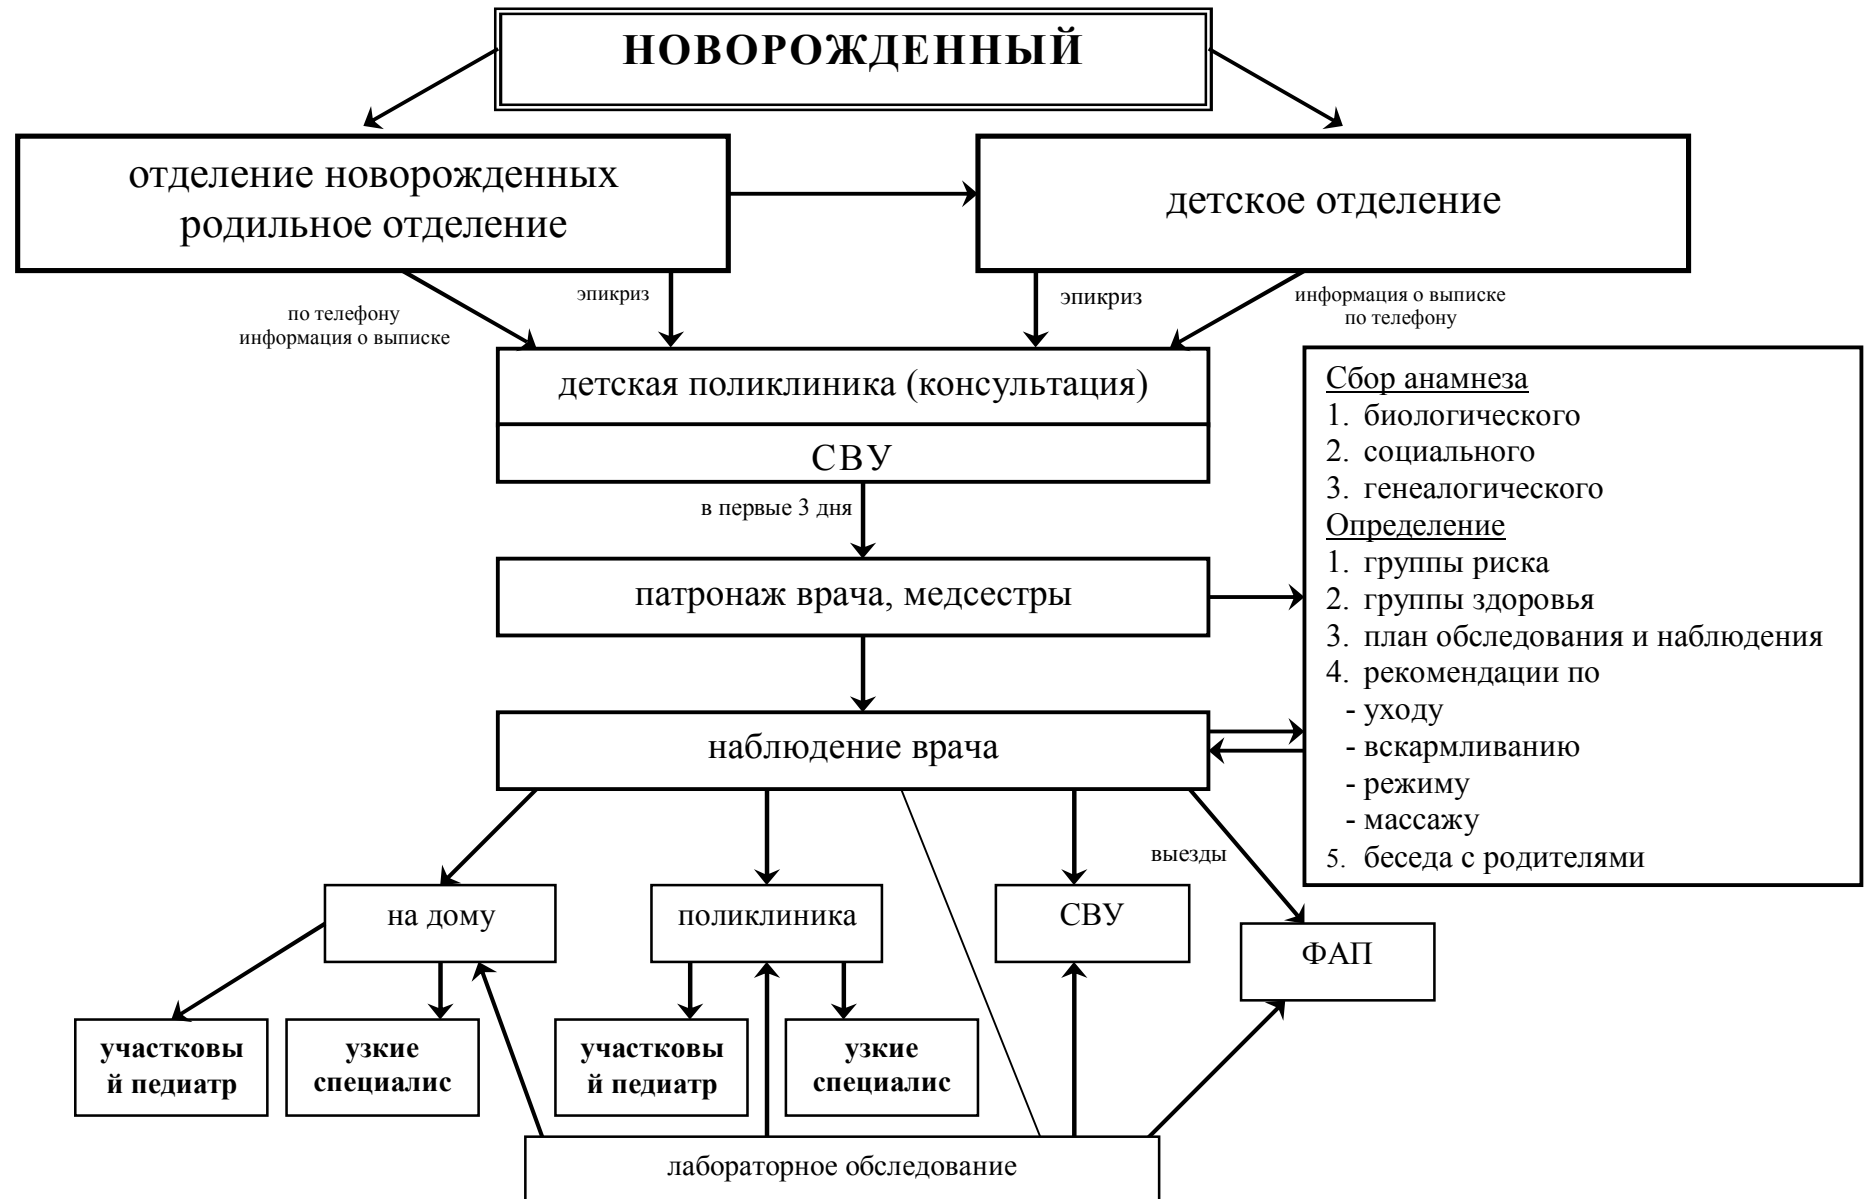 НОВОРОЖДЕННЫЙ
отделение новорожденных
родильное отделение
детское отделение
по телефону
информация о выписке
эпикриз
эпикриз
информация о выписке
по телефону
детская поликлиника (консультация)
СВУ
в первые 3 дня
патронаж врача, медсестры
наблюдение врача
Сбор анамнеза
1. биологического
2. социального
3. генеалогического
Определение
1. группы риска
2. группы здоровья
3. план обследования и наблюдения
4. рекомендации по
- уходу
- вскармливанию
- режиму
- массажу
5. беседа с родителями
выезды
на дому
поликлиника
СВУ
ФАП
участковы
й педиатр
узкие
специалис
участковы
й педиатр
узкие
специалис
лабораторное обследование